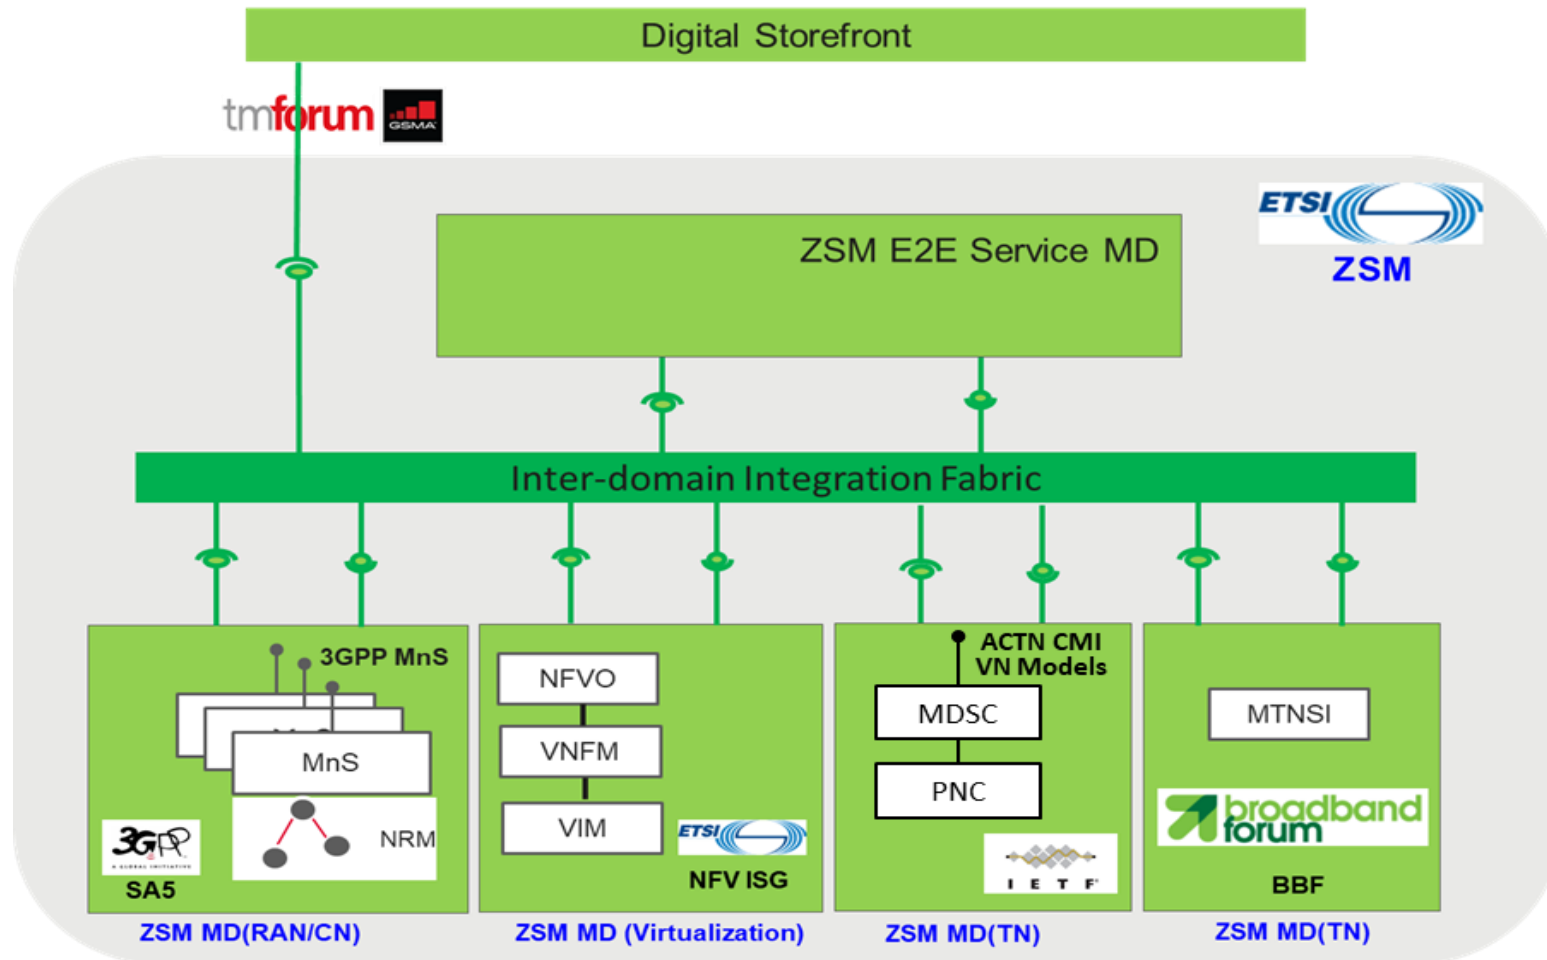 Digital Storefront
tmforum
GSMA
ETSI
ZSM
ZSM E2E Service MD
Inter-domain Integration Fabric
3GPP MnS
MnS
NRM
3GPP
A GLOBAL INITIATIVE
SA5
ZSM MD(RAN/CN)
NFVO
VNFM
VIM
ETSI
NFV ISG
ZSM MD (Virtualization)
ACTN CMI
VN Models
MDSC
PNC
IETF
ZSM MD(TN)
MTNSI
broadband
forum
BBF
ZSM MD(TN)